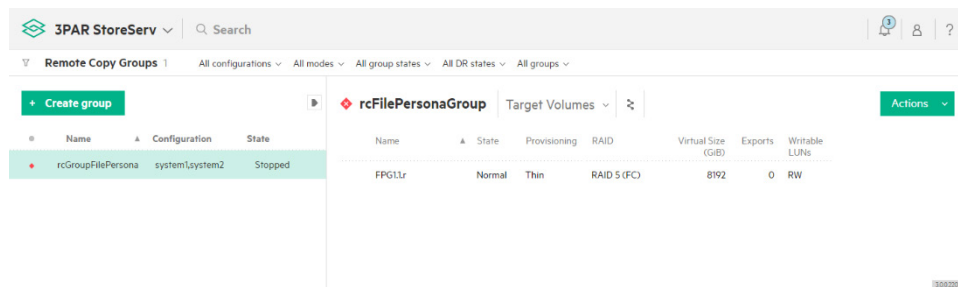 3PAR StoreServ Search 3 ?
Remote Copy Groups 1 All configurations All modes All group states All DR states All groups
+ Create group
Name Configuration State
rcGroupFilePersona system1,system2 Stopped
rcFilePersonaGroup Target Volumes Actions
Name State Provisioning RAID Virtual Size (GiB) Exports Writable LUNs
FPG1.1.r Normal Thin RAID 5 (FC) 8192 0 RW